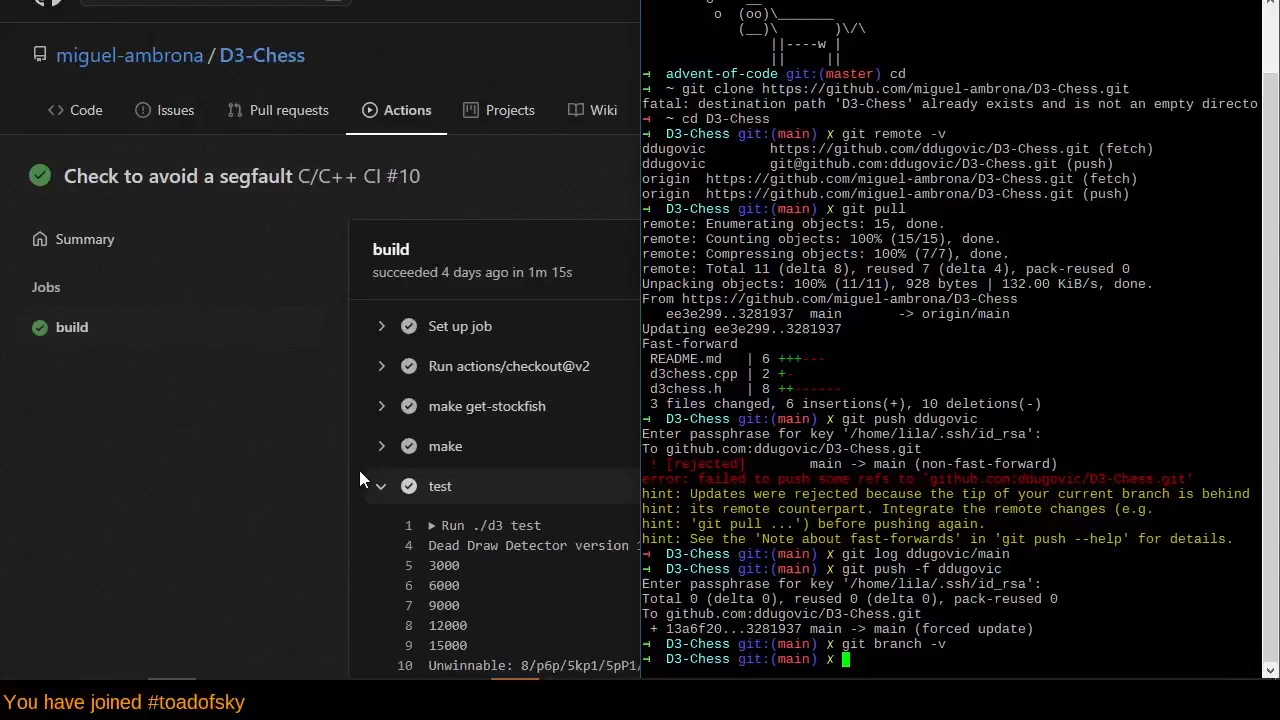 miguel-ambrona / D3-Chess
Code
Issues
Pull requests
Actions
Projects
Wiki
Check to avoid a segfault C/C++ CI #10
Summary
Jobs
build
build
succeeded 4 days ago in 1m 15s
Set up job
Run actions/checkout@v2
make get-stockfish
make
test
1 Run ./d3 test
4 Dead Draw Detector version
5 3000
6 6000
7 9000
8 12000
9 15000
10 Unwinnable: 8/p6p/5kp1/5pP1/
o (oo)\_______
(__)\ )\/\
||----w |
|| ||
advent-of-code git:(master) cd
~ git clone https://github.com/miguel-ambrona/D3-Chess.git
fatal: destination path 'D3-Chess' already exists and is not an empty directo
~ cd D3-Chess
D3-Chess git:(main) ✗ git remote -v
ddugovic https://github.com/ddugovic/D3-Chess.git (fetch)
ddugovic git@github.com:ddugovic/D3-Chess.git (push)
origin https://github.com/miguel-ambrona/D3-Chess.git (fetch)
origin https://github.com/miguel-ambrona/D3-Chess.git (push)
D3-Chess git:(main) ✗ git pull
remote: Enumerating objects: 15, done.
remote: Counting objects: 100% (15/15), done.
remote: Compressing objects: 100% (7/7), done.
remote: Total 11 (delta 8), reused 7 (delta 4), pack-reused 0
Unpacking objects: 100% (11/11), 928 bytes | 132.00 KiB/s, done.
From https://github.com/miguel-ambrona/D3-Chess
ee3e299..3281937 main -> origin/main
Updating ee3e299..3281937
Fast-forward
README.md | 6 +++---
d3chess.cpp | 2 +-
d3chess.h | 8 ++------
3 files changed, 6 insertions(+), 10 deletions(-)
D3-Chess git:(main) ✗ git push ddugovic
Enter passphrase for key '/home/lila/.ssh/id_rsa':
To github.com:ddugovic/D3-Chess.git
! [rejected] main -> main (non-fast-forward)
error: failed to push some refs to 'github.com:ddugovic/D3-Chess.git'
hint: Updates were rejected because the tip of your current branch is behind
hint: its remote counterpart. Integrate the remote changes (e.g.
hint: 'git pull ...') before pushing again.
hint: See the 'Note about fast-forwards' in 'git push --help' for details.
D3-Chess git:(main) ✗ git log ddugovic/main
D3-Chess git:(main) ✗ git push -f ddugovic
Enter passphrase for key '/home/lila/.ssh/id_rsa':
Total 0 (delta 0), reused 0 (delta 0), pack-reused 0
To github.com:ddugovic/D3-Chess.git
+ 13a6f20...3281937 main -> main (forced update)
D3-Chess git:(main) ✗ git branch -v
D3-Chess git:(main) ✗
You have joined #toadofsky